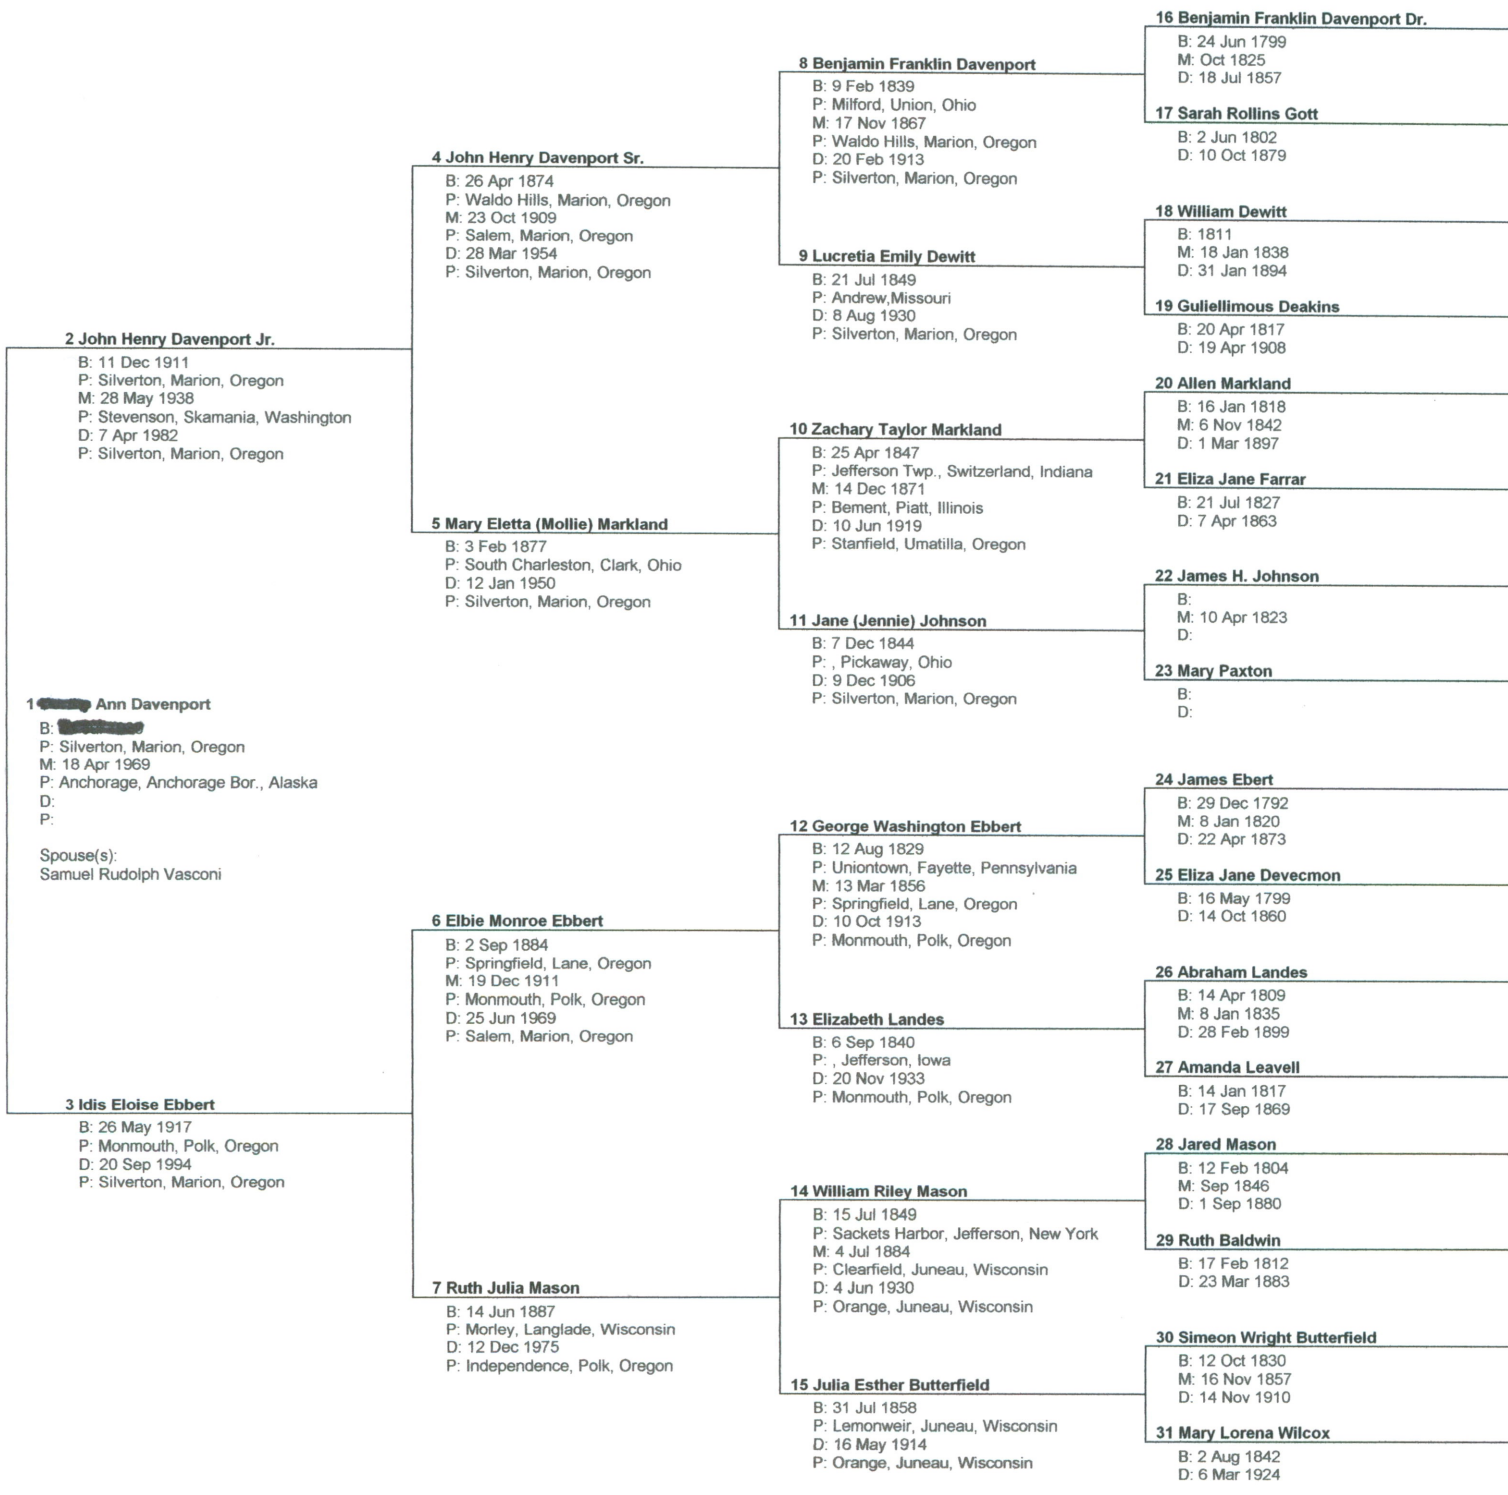 16 Benjamin Franklin Davenport Dr.
B: 24 Jun 1799
M: Oct 1825
D: 18 Jul 1857
8 Benjamin Franklin Davenport
B: 9 Feb 1839
P: Milford, Union, Ohio
M: 17 Nov 1867
P: Waldo Hills, Marion, Oregon
D: 20 Feb 1913
P: Silverton, Marion, Oregon
17 Sarah Rollins Gott
B: 2 Jun 1802
D: 10 Oct 1879
4 John Henry Davenport Sr.
B: 26 Apr 1874
P: Waldo Hills, Marion, Oregon
M: 23 Oct 1909
P: Salem, Marion, Oregon
D: 28 Mar 1954
P: Silverton, Marion, Oregon
18 William Dewitt
B: 1811
M: 18 Jan 1838
D: 31 Jan 1894
9 Lucretia Emily Dewitt
B: 21 Jul 1849
P: Andrew,Missouri
D: 8 Aug 1930
P: Silverton, Marion, Oregon
19 Guliellimous Deakins
B: 20 Apr 1817
D: 19 Apr 1908
2 John Henry Davenport Jr.
B: 11 Dec 1911
P: Silverton, Marion, Oregon
M: 28 May 1938
P: Stevenson, Skamania, Washington
D: 7 Apr 1982
P: Silverton, Marion, Oregon
20 Allen Markland
B: 16 Jan 1818
M: 6 Nov 1842
D: 1 Mar 1897
10 Zachary Taylor Markland
B: 25 Apr 1847
P: Jefferson Twp., Switzerland, Indiana
M: 14 Dec 1871
P: Bement, Piatt, Illinois
D: 10 Jun 1919
P: Stanfield, Umatilla, Oregon
21 Eliza Jane Farrar
B: 21 Jul 1827
D: 7 Apr 1863
5 Mary Eletta (Mollie) Markland
B: 3 Feb 1877
P: South Charleston, Clark, Ohio
D: 12 Jan 1950
P: Silverton, Marion, Oregon
22 James H. Johnson
B:
M: 10 Apr 1823
D:
11 Jane (Jennie) Johnson
B: 7 Dec 1844
P: , Pickaway, Ohio
D: 9 Dec 1906
P: Silverton, Marion, Oregon
23 Mary Paxton
B:
D:
1 Ann Davenport
B:
P: Silverton, Marion, Oregon
M: 18 Apr 1969
P: Anchorage, Anchorage Bor., Alaska
D:
P:
Spouse(s):
Samuel Rudolph Vasconi
24 James Ebert
B: 29 Dec 1792
M: 8 Jan 1820
D: 22 Apr 1873
12 George Washington Ebbert
B: 12 Aug 1829
P: Uniontown, Fayette, Pennsylvania
M: 13 Mar 1856
P: Springfield, Lane, Oregon
D: 10 Oct 1913
P: Monmouth, Polk, Oregon
25 Eliza Jane Devecmon
B: 16 May 1799
D: 14 Oct 1860
6 Elbie Monroe Ebbert
B: 2 Sep 1884
P: Springfield, Lane, Oregon
M: 19 Dec 1911
P: Monmouth, Polk, Oregon
D: 25 Jun 1969
P: Salem, Marion, Oregon
26 Abraham Landes
B: 14 Apr 1809
M: 8 Jan 1835
D: 28 Feb 1899
13 Elizabeth Landes
B: 6 Sep 1840
P: , Jefferson, Iowa
D: 20 Nov 1933
P: Monmouth, Polk, Oregon
27 Amanda Leavell
B: 14 Jan 1817
D: 17 Sep 1869
3 Idis Eloise Ebbert
B: 26 May 1917
P: Monmouth, Polk, Oregon
D: 20 Sep 1994
P: Silverton, Marion, Oregon
28 Jared Mason
B: 12 Feb 1804
M: Sep 1846
D: 1 Sep 1880
14 William Riley Mason
B: 15 Jul 1849
P: Sackets Harbor, Jefferson, New York
M: 4 Jul 1884
P: Clearfield, Juneau, Wisconsin
D: 4 Jun 1930
P: Orange, Juneau, Wisconsin
29 Ruth Baldwin
B: 17 Feb 1812
D: 23 Mar 1883
7 Ruth Julia Mason
B: 14 Jun 1887
P: Morley, Langlade, Wisconsin
D: 12 Dec 1975
P: Independence, Polk, Oregon
30 Simeon Wright Butterfield
B: 12 Oct 1830
M: 16 Nov 1857
D: 14 Nov 1910
15 Julia Esther Butterfield
B: 31 Jul 1858
P: Lemonweir, Juneau, Wisconsin
D: 16 May 1914
P: Orange, Juneau, Wisconsin
31 Mary Lorena Wilcox
B: 2 Aug 1842
D: 6 Mar 1924